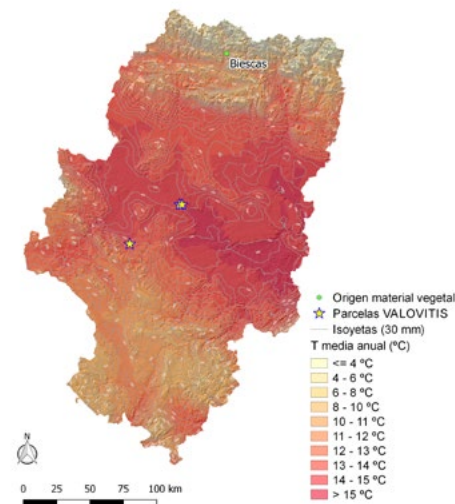 Biescas
Origen material vegetal
Parcelas VALOVITIS
Isoyetas (30 mm)
T media anual (ºC)
<= 4 ºC
4 - 6 ºC
6 - 8 ºC
8 - 10 ºC
10 - 11 ºC
11 - 12 ºC
12 - 13 ºC
13 - 14 ºC
14 - 15 ºC
> 15 ºC
N
0 25 50 75 100 km